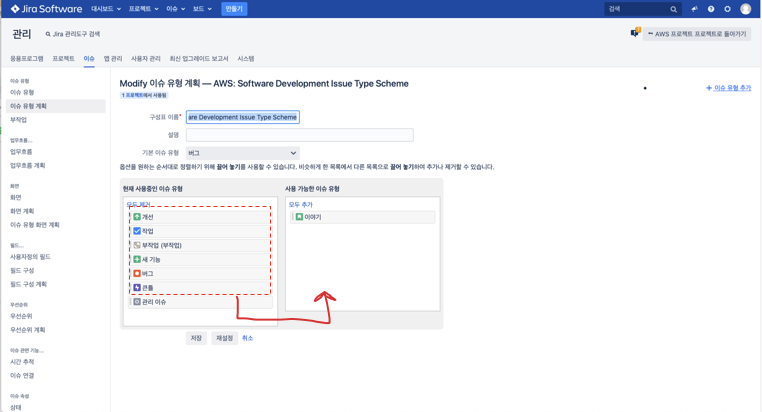 Jira Software 대시보드 프로젝트 이슈 보드 만들기 검색
관리 Jira 관리도구 검색 AWS 프로젝트 프로젝트로 돌아가기
응용프로그램 프로젝트 이슈 앱 관리 사용자 관리 최신 업그레이드 보고서 시스템
이슈 유형
이슈 유형
이슈 유형 계획
부작업
업무흐름...
업무흐름
업무흐름 계획
화면
화면
화면 계획
이슈 유형 화면 계획
필드...
사용자정의 필드
필드 구성
필드 구성 계획
우선순위
우선순위
우선순위 계획
이슈 관련 기능...
시간 추적
이슈 연결
이슈 속성
상태
Modify 이슈 유형 계획 — AWS: Software Development Issue Type Scheme
1 프로젝트에서 사용됨
+ 이슈 유형 추가
구성표 이름* are Development Issue Type Scheme
설명
기본 이슈 유형 버그
옵션을 원하는 순서대로 정렬하기 위해 끌어 놓기를 사용할 수 있습니다. 비슷하게 한 목록에서 다른 목록으로 끌어 놓기하여 추가나 제거할 수 있습니다.
현재 사용중인 이슈 유형
모두 제거
개선
작업
부작업 (부작업)
새 기능
버그
큰틀
관리 이슈
사용 가능한 이슈 유형
모두 추가
이야기
저장 재설정 취소